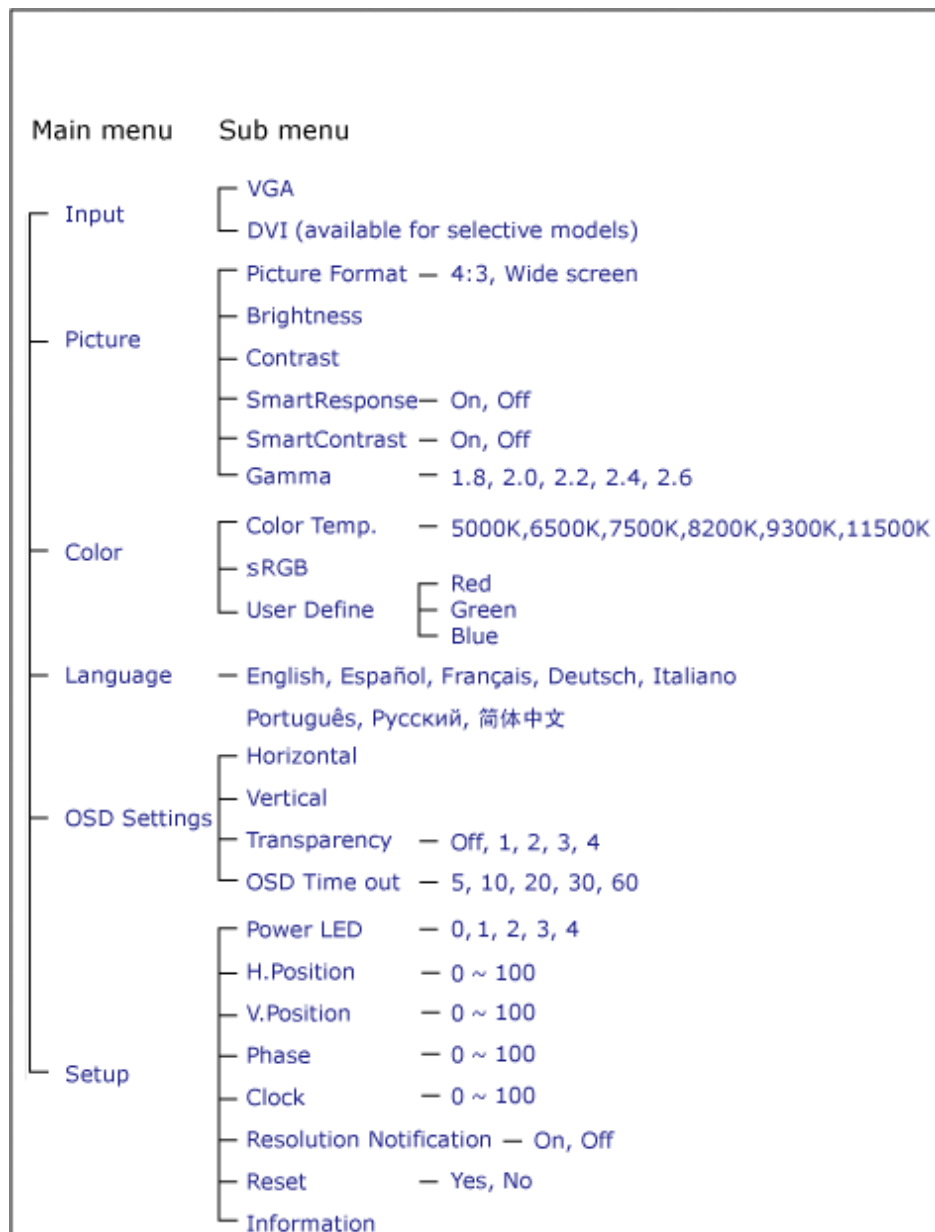 Main menu Sub menu
VGA
Input
DVI (available for selective models)
Picture Format 4:3, Wide screen
Brightness
Picture
Contrast
SmartResponse On, Off
SmartContrast On, Off
Gamma 1.8, 2.0, 2.2, 2.4, 2.6
Color Temp. 5000K,6500K,7500K,8200K,9300K,11500K
Color
sRGB
Red
User Define Green
Blue
Language English, Español, Français, Deutsch, Italiano
Português, Русский, 简体中文
Horizontal
Vertical
OSD Settings
Transparency Off, 1, 2, 3, 4
OSD Time out 5, 10, 20, 30, 60
Power LED 0, 1, 2, 3, 4
H.Position 0 ~ 100
V.Position 0 ~ 100
Phase 0 ~ 100
Setup
Clock 0 ~ 100
Resolution Notification On, Off
Reset Yes, No
Information